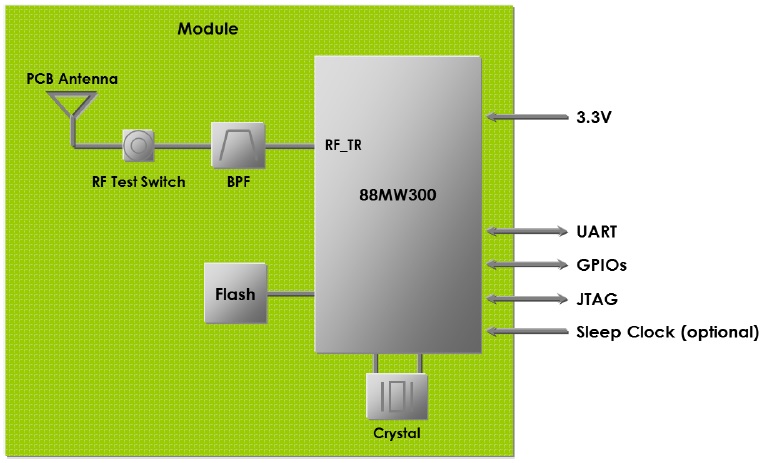 Module
PCB Antenna
3.3V
RF_TR
RF Test Switch
BPF
88MW300
UART
GPIOs
Flash
JTAG
Sleep Clock (optional)
Crystal